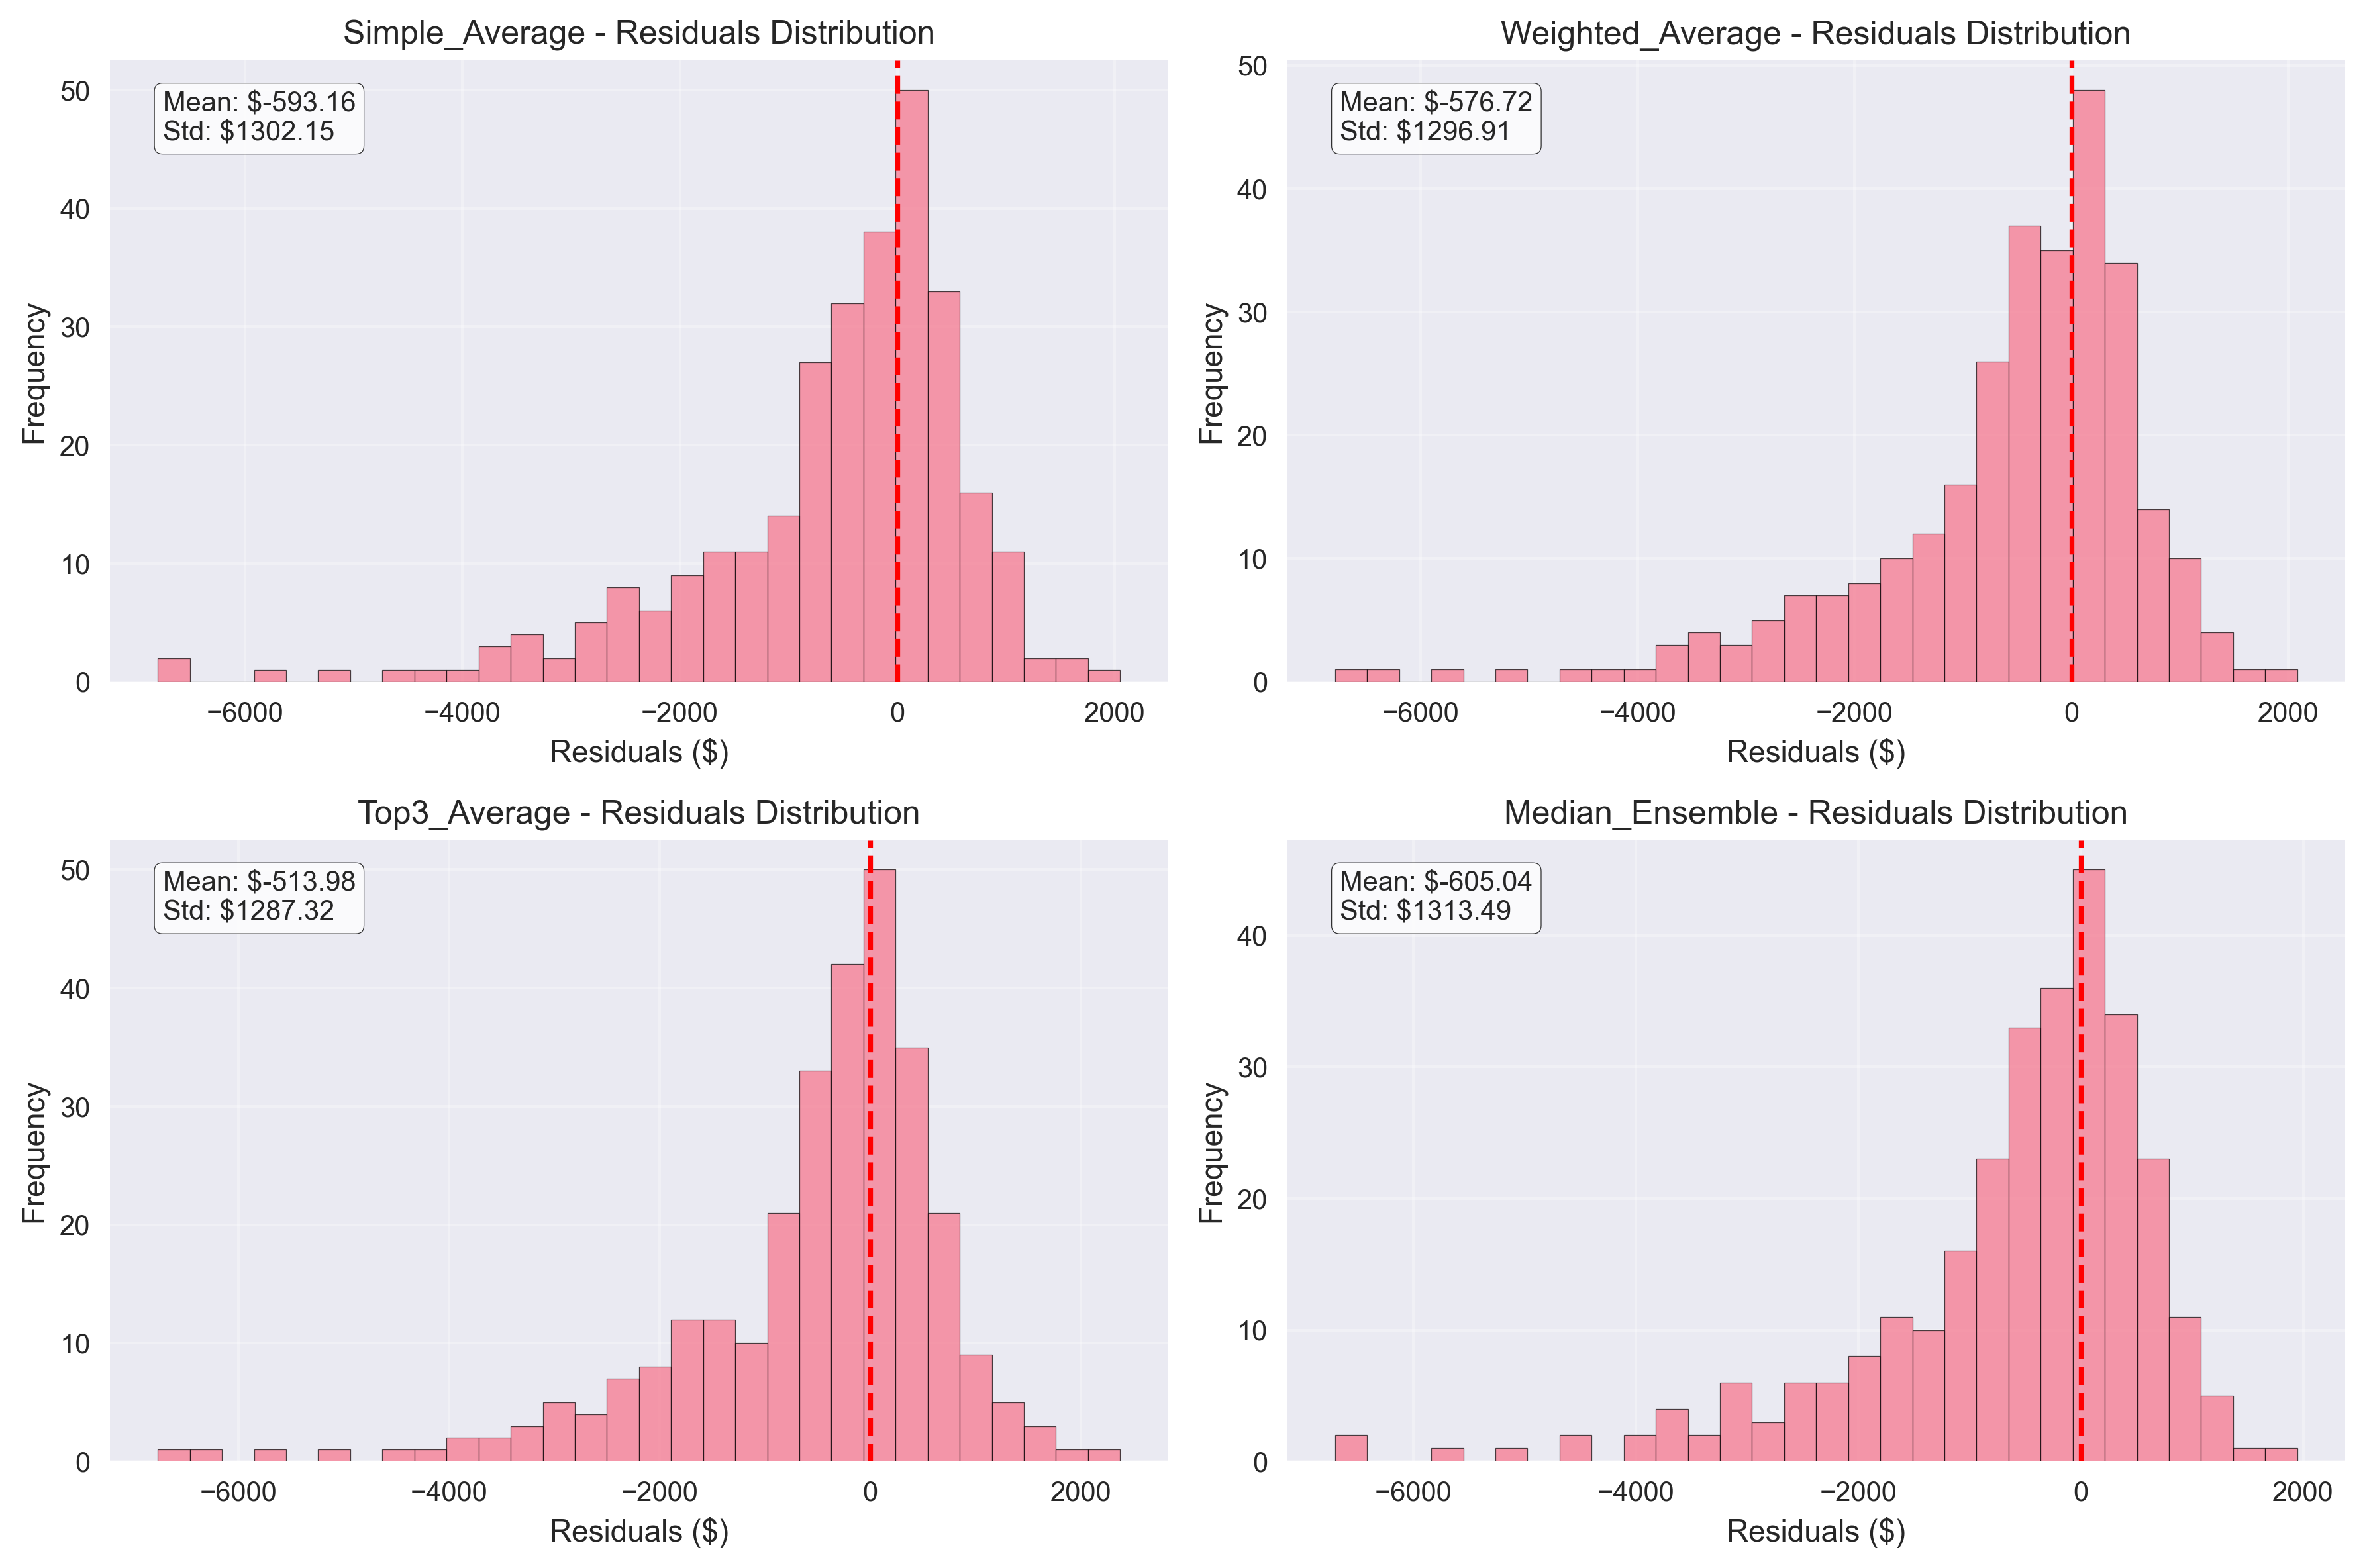 Simple_Average - Residuals Distribution
Mean: $-593.16
Std: $1302.15
50
40
30
20
10
0
Frequency
−6000 −4000 −2000 0 2000
Residuals ($)
Weighted_Average - Residuals Distribution
Mean: $-576.72
Std: $1296.91
50
40
30
20
10
0
Frequency
−6000 −4000 −2000 0 2000
Residuals ($)
Top3_Average - Residuals Distribution
Mean: $-513.98
Std: $1287.32
50
40
30
20
10
0
Frequency
−6000 −4000 −2000 0 2000
Residuals ($)
Median_Ensemble - Residuals Distribution
Mean: $-605.04
Std: $1313.49
40
30
20
10
0
Frequency
−6000 −4000 −2000 0 2000
Residuals ($)